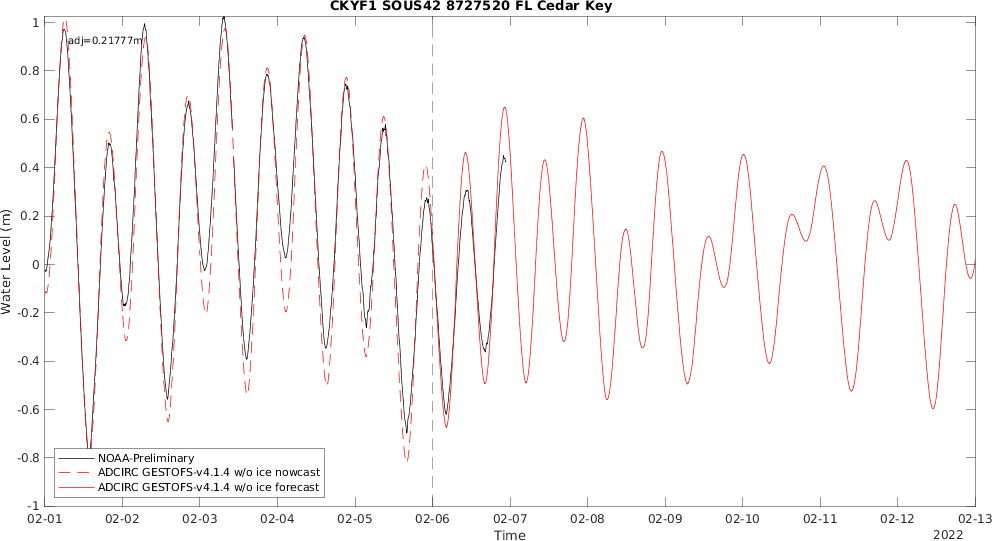 CKYF1 SOUS42 8727520 FL Cedar Key
adj=0.21777m
Water Level (m)
1
0.8
0.6
0.4
0.2
0
-0.2
-0.4
-0.6
-0.8
-1
NOAA-Preliminary
ADCIRC GESTOFS-v4.1.4 w/o ice nowcast
ADCIRC GESTOFS-v4.1.4 w/o ice forecast
02-01 02-02 02-03 02-04 02-05 02-06 02-07 02-08 02-09 02-10 02-11 02-12 02-13
Time
2022